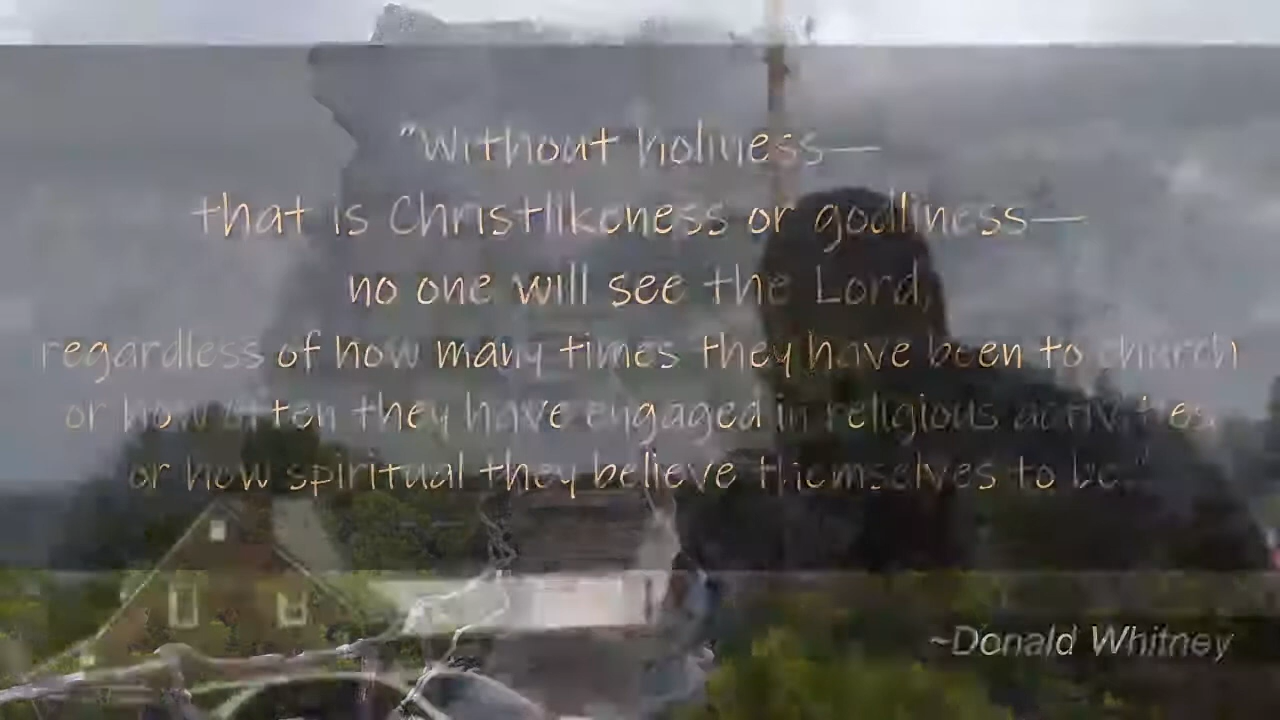 "Without holiness—
that is Christlikeness or godliness—
no one will see the Lord,
regardless of how many times they have been to church
or how often they have engaged in religious activities
or how spiritual they believe themselves to be."
~Donald Whitney